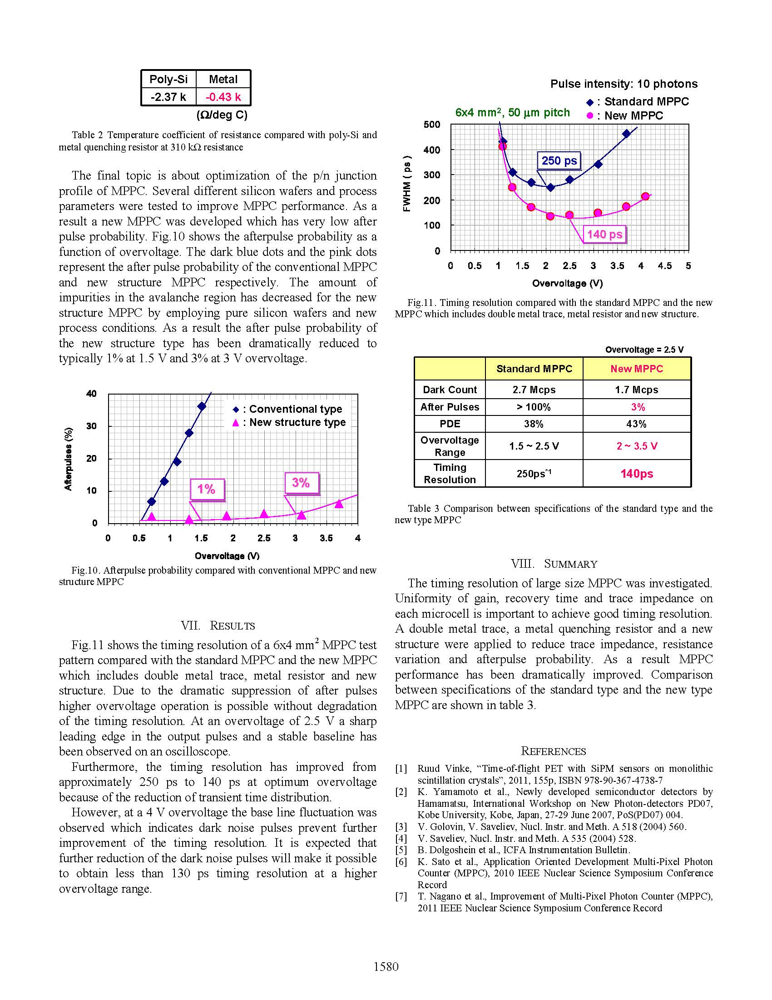 Poly-Si Metal
-2.37 k -0.43 k
(Ω/deg C)
Table 2 Temperature coefficient of resistance compared with poly-Si and
metal quenching resistor at 310 kΩ resistance
The final topic is about optimization of the p/n junction
profile of MPPC. Several different silicon wafers and process
parameters were tested to improve MPPC performance. As a
result a new MPPC was developed which has very low after
pulse probability. Fig.10 shows the afterpulse probability as a
function of overvoltage. The dark blue dots and the pink dots
represent the after pulse probability of the conventional MPPC
and new structure MPPC respectively. The amount of
impurities in the avalanche region has decreased for the new
structure MPPC by employing pure silicon wafers and new
process conditions. As a result the after pulse probability of
the new structure type has been dramatically reduced to
typically 1% at 1.5 V and 3% at 3 V overvoltage.
40
30
20
10
0
Afterpulses (%)
: Conventional type
: New structure type
1%
3%
0 0.5 1 1.5 2 2.5 3 3.5 4
Overvoltage (V)
Fig.10. Afterpulse probability compared with conventional MPPC and new
structure MPPC
VII. RESULTS
Fig.11 shows the timing resolution of a 6x4 mm² MPPC test
pattern compared with the standard MPPC and the new MPPC
which includes double metal trace, metal resistor and new
structure. Due to the dramatic suppression of after pulses
higher overvoltage operation is possible without degradation
of the timing resolution. At an overvoltage of 2.5 V a sharp
leading edge in the output pulses and a stable baseline has
been observed on an oscilloscope.
Furthermore, the timing resolution has improved from
approximately 250 ps to 140 ps at optimum overvoltage
because of the reduction of transient time distribution.
However, at a 4 V overvoltage the base line fluctuation was
observed which indicates dark noise pulses prevent further
improvement of the timing resolution. It is expected that
further reduction of the dark noise pulses will make it possible
to obtain less than 130 ps timing resolution at a higher
overvoltage range.
Pulse intensity: 10 photons
: Standard MPPC
6x4 mm², 50 μm pitch : New MPPC
500
400
300
200
100
0
FWHM ( ps )
250 ps
140 ps
0 0.5 1 1.5 2 2.5 3 3.5 4 4.5 5
Overvoltage (V)
Fig.11. Timing resolution compared with the standard MPPC and the new
MPPC which includes double metal trace, metal resistor and new structure.
Overvoltage = 2.5 V
Standard MPPC New MPPC
Dark Count 2.7 Mcps 1.7 Mcps
After Pulses > 100% 3%
PDE 38% 43%
Overvoltage
Range 1.5 ~ 2.5 V 2 ~ 3.5 V
Timing
Resolution 250ps*1 140ps
Table 3 Comparison between specifications of the standard type and the
new type MPPC
VIII. SUMMARY
The timing resolution of large size MPPC was investigated.
Uniformity of gain, recovery time and trace impedance on
each microcell is important to achieve good timing resolution.
A double metal trace, a metal quenching resistor and a new
structure were applied to reduce trace impedance, resistance
variation and afterpulse probability. As a result MPPC
performance has been dramatically improved. Comparison
between specifications of the standard type and the new type
MPPC are shown in table 3.
REFERENCES
[1] Ruud Vinke, “Time-of-flight PET with SiPM sensors on monolithic
scintillation crystals”, 2011, 155p, ISBN 978-90-367-4738-7
[2] K. Yamamoto et al., Newly developed semiconductor detectors by
Hamamatsu, International Workshop on New Photon-detectors PD07,
Kobe University, Kobe, Japan, 27-29 June 2007, PoS(PD07) 004.
[3] V. Golovin, V. Saveliev, Nucl. Instr. and Meth. A 518 (2004) 560.
[4] V. Saveliev, Nucl. Instr. and Meth. A 535 (2004) 528.
[5] B. Dolgoshein et al., ICFA Instrumentation Bulletin.
[6] K. Sato et al., Application Oriented Development Multi-Pixel Photon
Counter (MPPC), 2010 IEEE Nuclear Science Symposium Conference
Record
[7] T. Nagano et al., Improvement of Multi-Pixel Photon Counter (MPPC),
2011 IEEE Nuclear Science Symposium Conference Record
1580